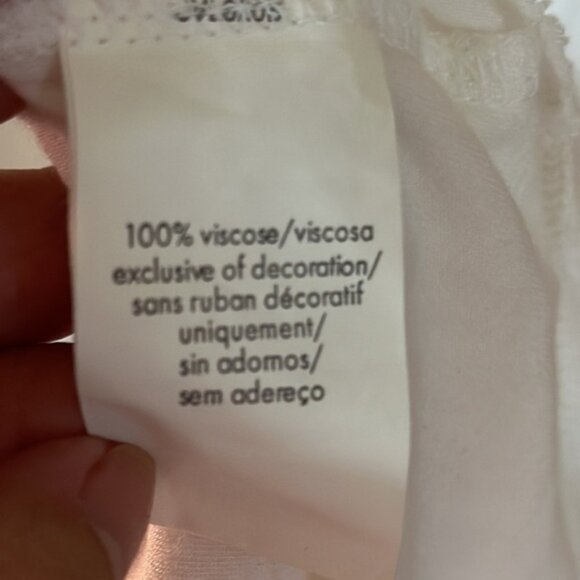 100% viscose/viscosa
exclusive of decoration/
sans ruban décoratif
uniquement/
sin adornos/
sem adereço